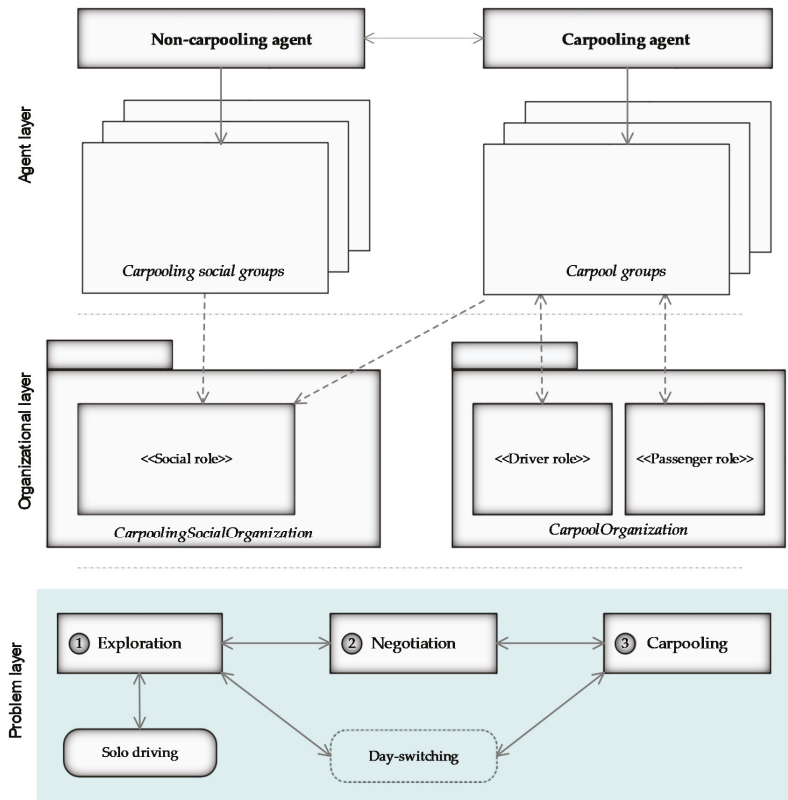 Non-carpooling agent
Carpooling agent
Agent layer
Carpooling social groups
Carpool groups
Organizational layer
<<Social role>>
<<Driver role>>
<<Passenger role>>
CarpoolingSocialOrganization
CarpoolOrganization
Problem layer
1 Exploration
2 Negotiation
3 Carpooling
Solo driving
Day-switching